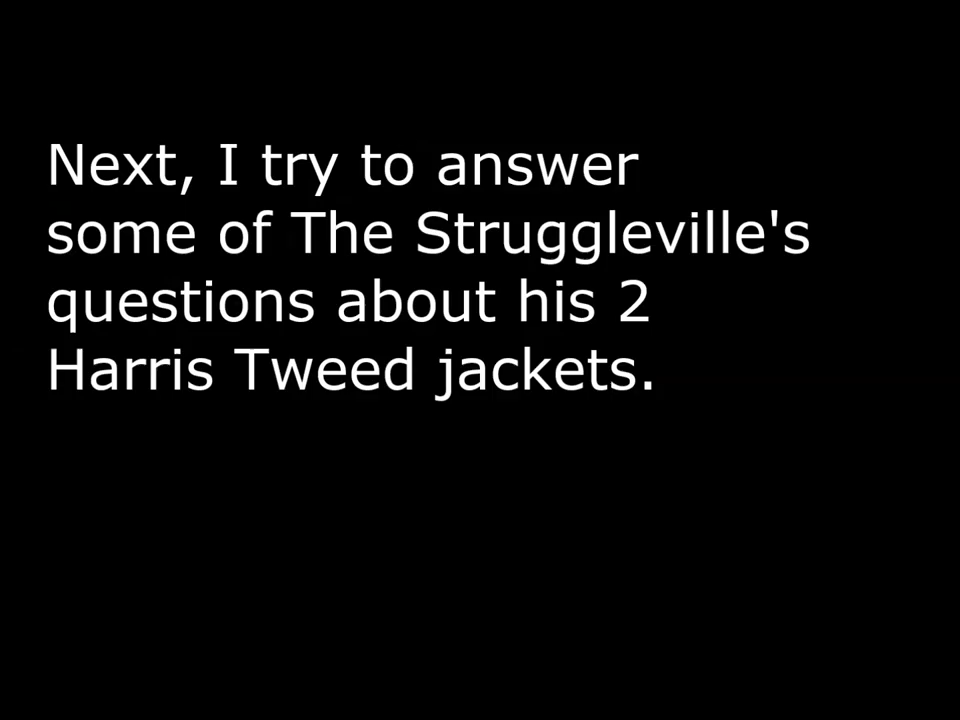 Next, I try to answer
some of The Struggleville's
questions about his 2
Harris Tweed jackets.